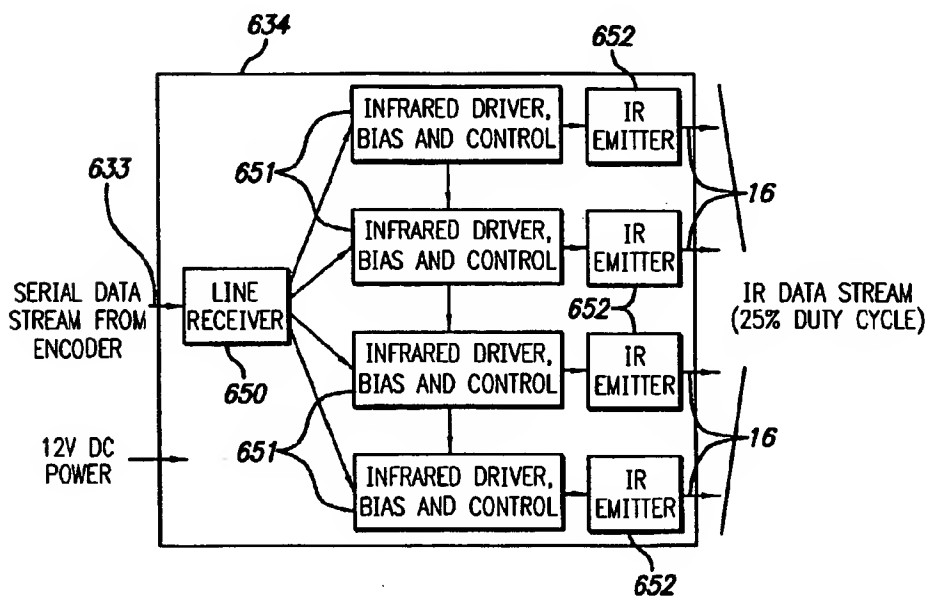 634
652
INFRARED DRIVER,
BIAS AND CONTROL
IR
EMITTER
651
633
16
INFRARED DRIVER,
BIAS AND CONTROL
IR
EMITTER
SERIAL DATA
STREAM FROM
ENCODER
LINE
RECEIVER
650
652
IR DATA STREAM
(25% DUTY CYCLE)
INFRARED DRIVER,
BIAS AND CONTROL
IR
EMITTER
12V DC
POWER
651
16
INFRARED DRIVER,
BIAS AND CONTROL
IR
EMITTER
652